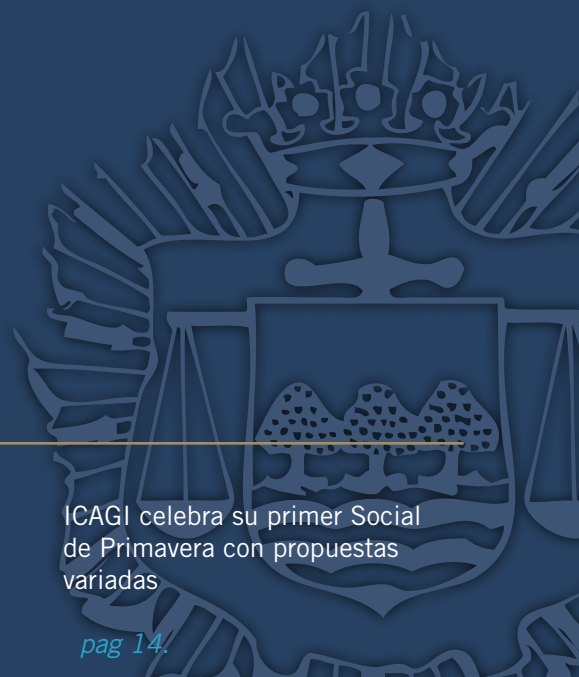 ICAGI celebra su primer Social
de Primavera con propuestas
variadas
pag 14.